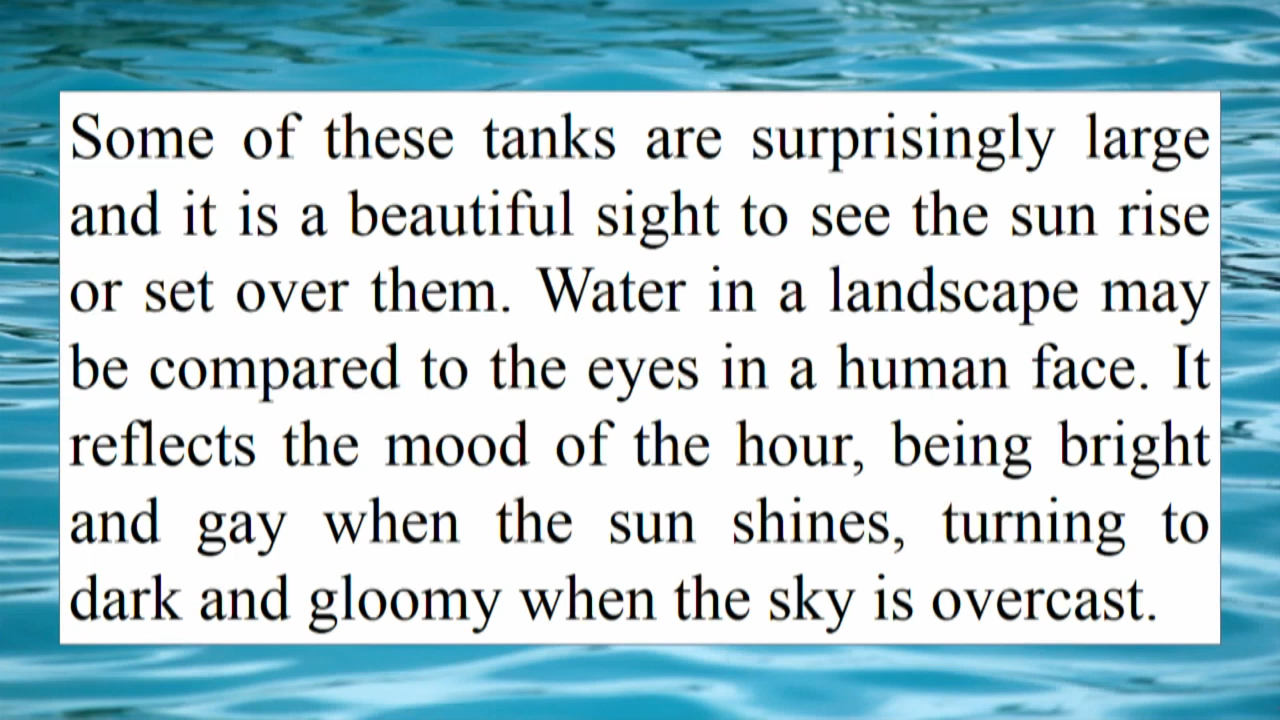 Some of these tanks are surprisingly large
and it is a beautiful sight to see the sun rise
or set over them. Water in a landscape may
be compared to the eyes in a human face. It
reflects the mood of the hour, being bright
and gay when the sun shines, turning to
dark and gloomy when the sky is overcast.